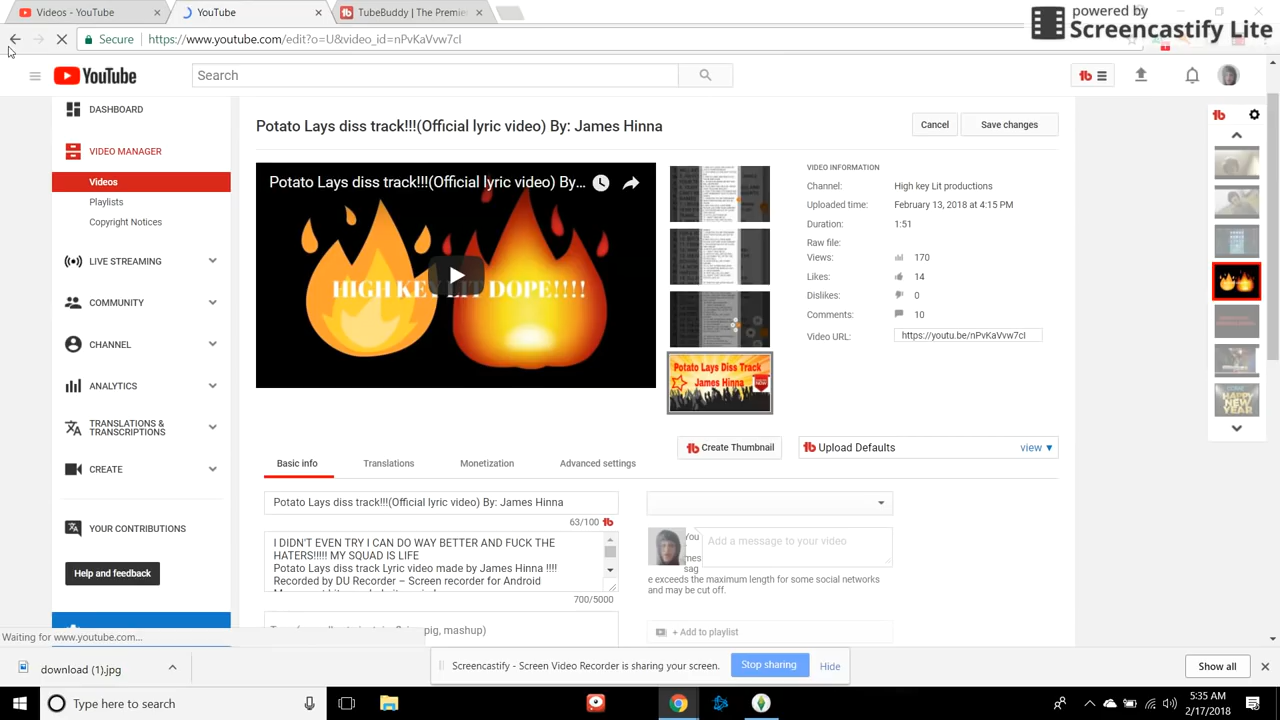 Videos - YouTube
YouTube
TubeBuddy | The Premier
powered by
Screencastify Lite
Secure
https://www.youtube.com/edit?o=U&video_id=nPvKaVvw7cI
YouTube
Search
DASHBOARD
VIDEO MANAGER
Videos
Playlists
Copyright Notices
LIVE STREAMING
COMMUNITY
CHANNEL
ANALYTICS
TRANSLATIONS &
TRANSCRIPTIONS
CREATE
YOUR CONTRIBUTIONS
Help and feedback
Potato Lays diss track!!!(Official lyric video) By: James Hinna
Cancel
Save changes
Potato Lays diss track!!!(Official lyric video) By...
DOPE!!!!
Potato Lays Diss Track
James Hinna
VIDEO INFORMATION
Channel: High key Lit productions
Uploaded time: February 13, 2018 at 4:15 PM
Duration: 1:51
Raw file:
Views: 170
Likes: 14
Dislikes: 0
Comments: 10
Video URL: https://youtu.be/nPvKaVvw7cI
HAPPY
NEW
YEAR
Create Thumbnail
Upload Defaults
view ▼
Basic info
Translations
Monetization
Advanced settings
Potato Lays diss track!!!(Official lyric video) By: James Hinna
63/100
I DIDN'T EVEN TRY I CAN DO WAY BETTER AND FUCK THE
HATERS!!!!! MY SQUAD IS LIFE
Potato Lays diss track Lyric video made by James Hinna !!!!
Recorded by DU Recorder – Screen recorder for Android
700/5000
pig, mashup)
You
mes
sag
Add a message to your video
e exceeds the maximum length for some social networks
and may be cut off.
+ Add to playlist
Waiting for www.youtube.com...
download (1).jpg
Screencastify - Screen Video Recorder is sharing your screen.
Stop sharing
Hide
Show all
Type here to search
5:35 AM
2/17/2018